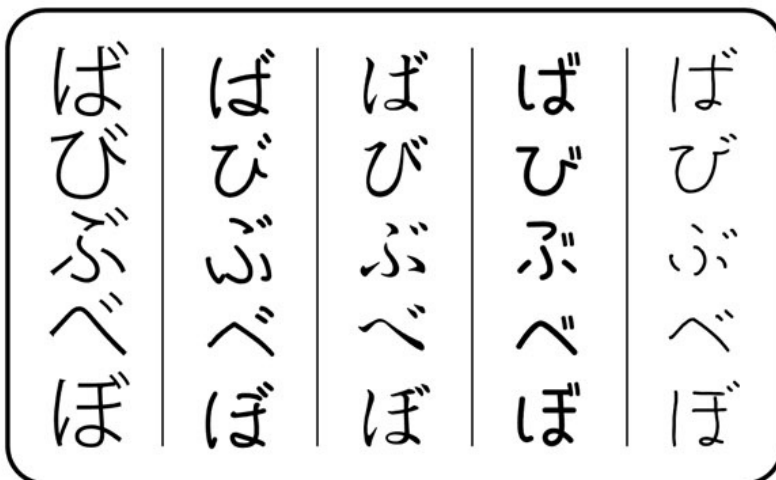 ば ば ば ば ば
び び び び び
ぶ ぶ ぶ ぶ ぶ
べ べ べ べ べ
ぼ ぼ ぼ ぼ ぼ